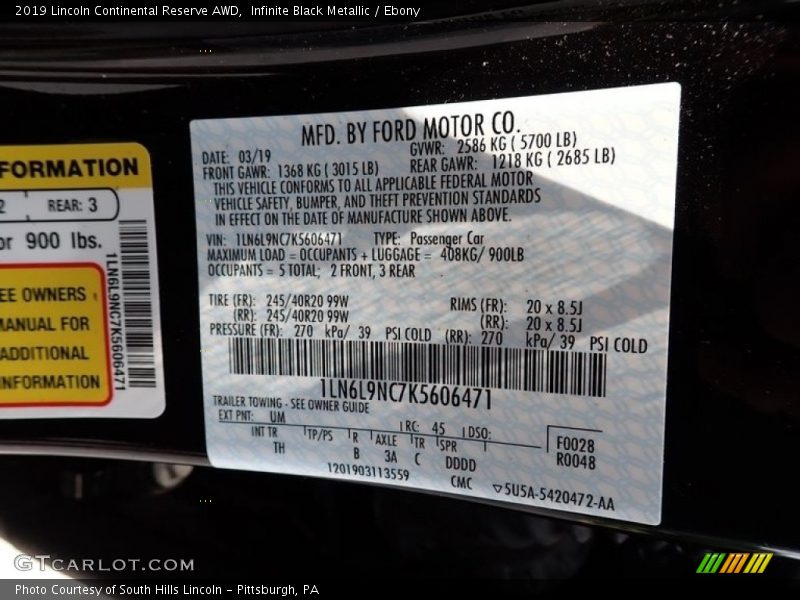 2019 Lincoln Continental Reserve AWD,  Infinite Black Metallic / Ebony
FORMATION
2 REAR: 3
or 900 lbs.
EE OWNERS
MANUAL FOR
ADDITIONAL
INFORMATION
1LN6L9NC7K5606471
MFD. BY FORD MOTOR CO.
DATE: 03/19 GVWR: 2586 KG ( 5700 LB)
FRONT GAWR: 1368 KG ( 3015 LB) REAR GAWR: 1218 KG ( 2685 LB)
THIS VEHICLE CONFORMS TO ALL APPLICABLE FEDERAL MOTOR
VEHICLE SAFETY, BUMPER, AND THEFT PREVENTION STANDARDS
IN EFFECT ON THE DATE OF MANUFACTURE SHOWN ABOVE.
VIN: 1LN6L9NC7K5606471 TYPE: Passenger Car
MAXIMUM LOAD = OCCUPANTS + LUGGAGE = 408KG/ 900LB
OCCUPANTS = 5 TOTAL; 2 FRONT, 3 REAR
TIRE (FR): 245/40R20 99W RIMS (FR): 20 x 8.5J
(RR): 245/40R20 99W (RR): 20 x 8.5J
PRESSURE (FR): 270 kPa/ 39 PSI COLD (RR): 270 kPa/ 39 PSI COLD
1LN6L9NC7K5606471
TRAILER TOWING - SEE OWNER GUIDE
EXT PNT: UM RC: 45 DSO: F0028
INT TR TP/PS R AXLE TR SPR R0048
TH B 3A C DDDD
1201903113559 CMC ▽5U5A-5420472-AA
GTCARLOT.COM
Photo Courtesy of South Hills Lincoln – Pittsburgh, PA